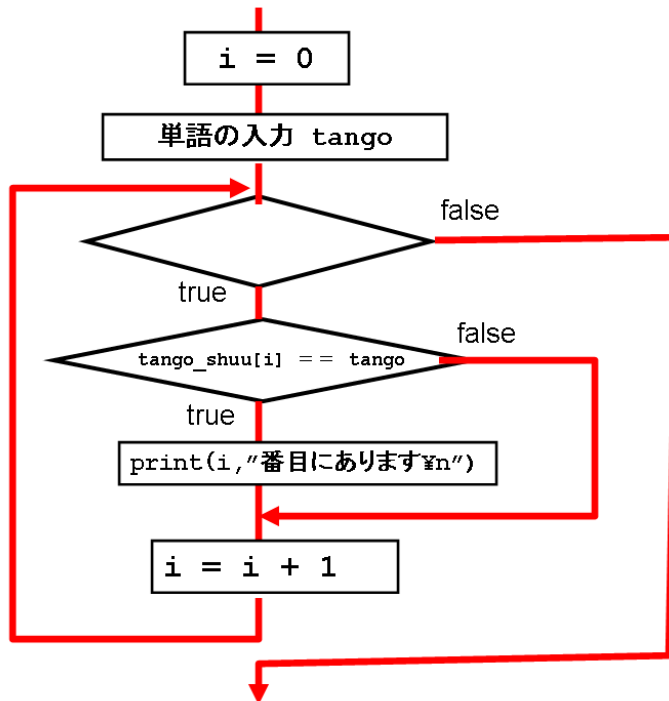 i = 0
単語の入力 tango
false
true
tango_shuu[i] == tango
false
true
print(i,″番目にあります¥n″)
i = i + 1